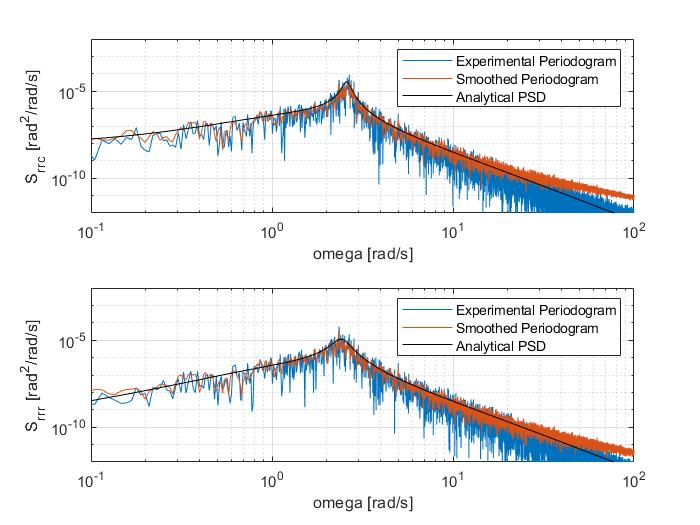 Experimental Periodogram
Smoothed Periodogram
Analytical PSD
S_rrc [rad^2/rad/s]
10^-5
10^-10
10^-1
10^0
10^1
10^2
omega [rad/s]
Experimental Periodogram
Smoothed Periodogram
Analytical PSD
S_rrr [rad^2/rad/s]
10^-5
10^-10
10^-1
10^0
10^1
10^2
omega [rad/s]